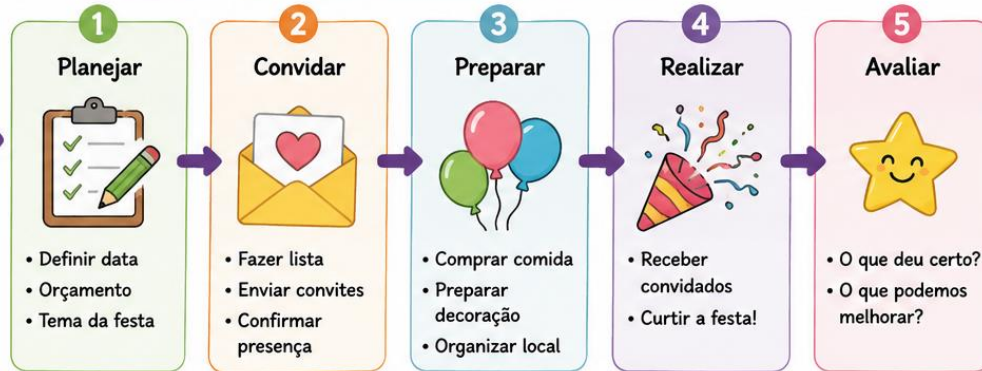 1
Planejar
• Definir data
• Orçamento
• Tema da festa
2
Convidar
• Fazer lista
• Enviar convites
• Confirmar
presença
3
Preparar
• Comprar comida
• Preparar
decoração
• Organizar local
4
Realizar
• Receber
convidados
• Curtir a festa!
5
Avaliar
• O que deu certo?
• O que podemos
melhorar?